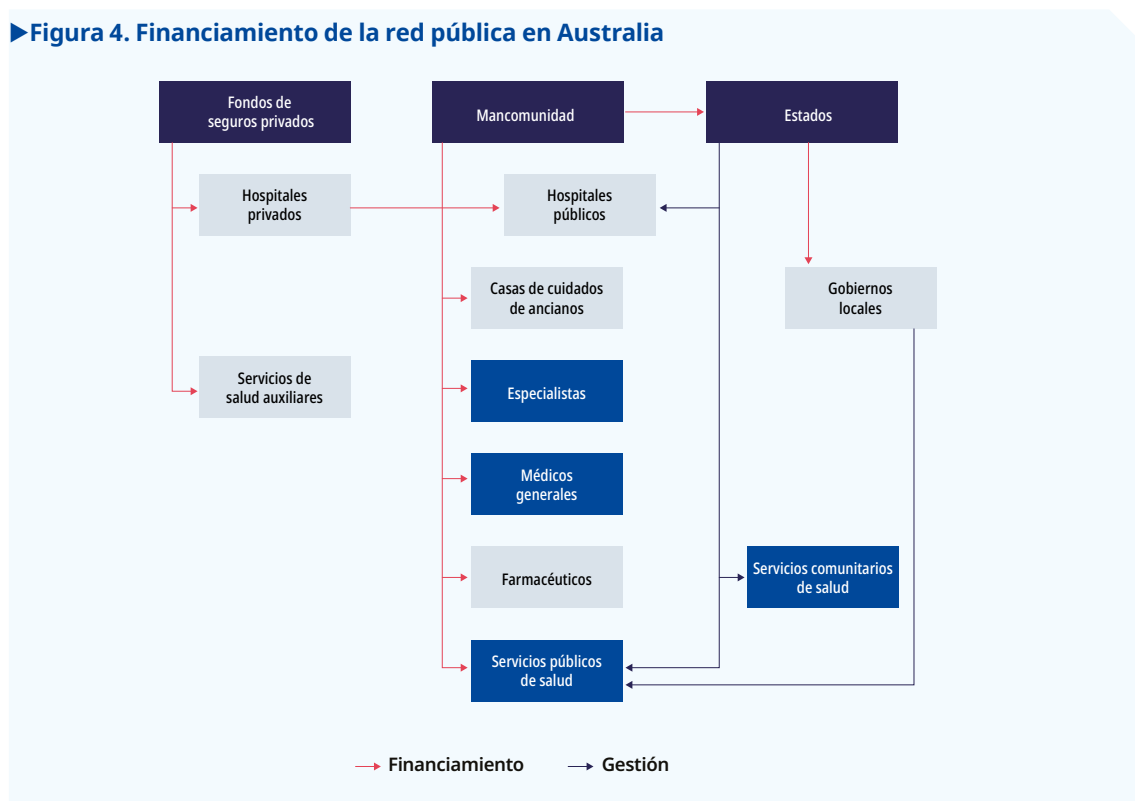 ▶Figura 4. Financiamiento de la red pública en Australia
Fondos de
seguros privados
Mancomunidad
Estados
Hospitales
privados
Hospitales
públicos
Casas de cuidados
de ancianos
Gobiernos
locales
Servicios de
salud auxiliares
Especialistas
Médicos
generales
Farmacéuticos
Servicios comunitarios
de salud
Servicios públicos
de salud
Financiamiento
Gestión